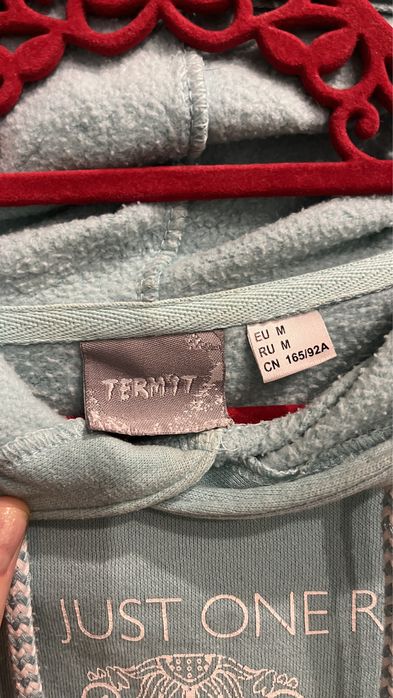 TERMIT
EU M
RU M
CN 165/92A
JUST ONE R